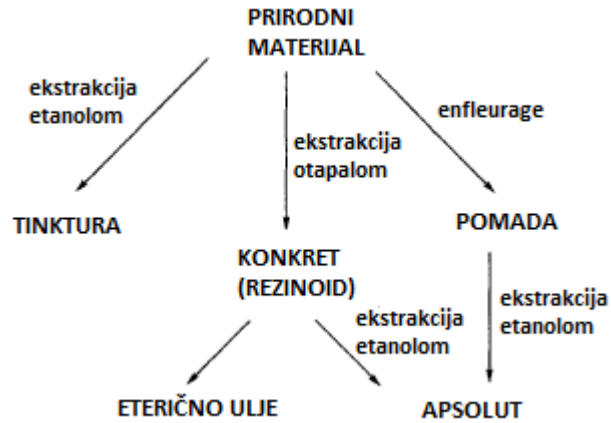 PRIRODNI
MATERIJAL
ekstrakcija
etanolom
ekstrakcija
otapalom
enfleurage
TINKTURA
KONKRET
(REZINOID)
POMADA
ekstrakcija
etanolom
ekstrakcija
etanolom
ETERIČNO ULJE
APSOLUT